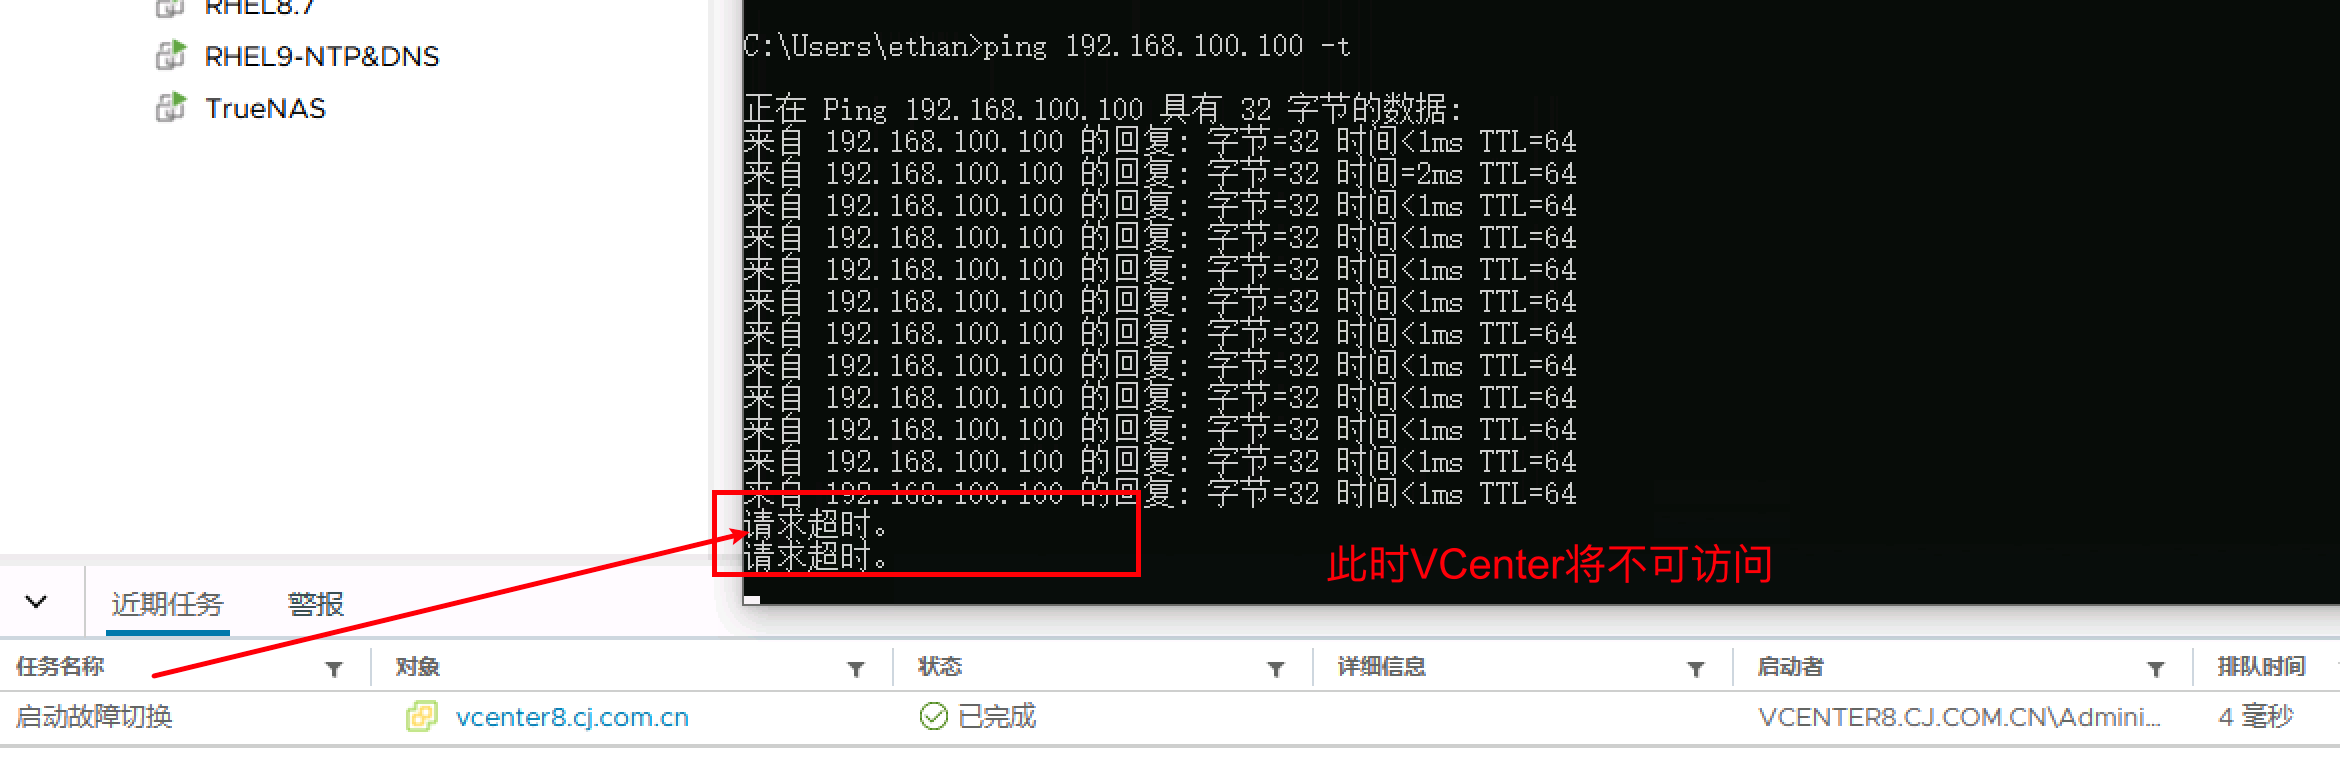 RHEL8.7
RHEL9-NTP&DNS
TrueNAS
C:\Users\ethan>ping 192.168.100.100 -t
正在 Ping 192.168.100.100 具有 32 字节的数据:
来自 192.168.100.100 的回复: 字节=32 时间<1ms TTL=64
来自 192.168.100.100 的回复: 字节=32 时间=2ms TTL=64
来自 192.168.100.100 的回复: 字节=32 时间<1ms TTL=64
来自 192.168.100.100 的回复: 字节=32 时间<1ms TTL=64
来自 192.168.100.100 的回复: 字节=32 时间<1ms TTL=64
来自 192.168.100.100 的回复: 字节=32 时间<1ms TTL=64
来自 192.168.100.100 的回复: 字节=32 时间<1ms TTL=64
来自 192.168.100.100 的回复: 字节=32 时间<1ms TTL=64
来自 192.168.100.100 的回复: 字节=32 时间<1ms TTL=64
来自 192.168.100.100 的回复: 字节=32 时间<1ms TTL=64
来自 192.168.100.100 的回复: 字节=32 时间<1ms TTL=64
来自 192.168.100.100 的回复: 字节=32 时间<1ms TTL=64
请求超时。
请求超时。
此时VCenter将不可访问
近期任务 警报
任务名称 对象 状态 详细信息 启动者 排队时间
启动故障切换 vcenter8.cj.com.cn 已完成 VCENTER8.CJ.COM.CN\Admini... 4 毫秒